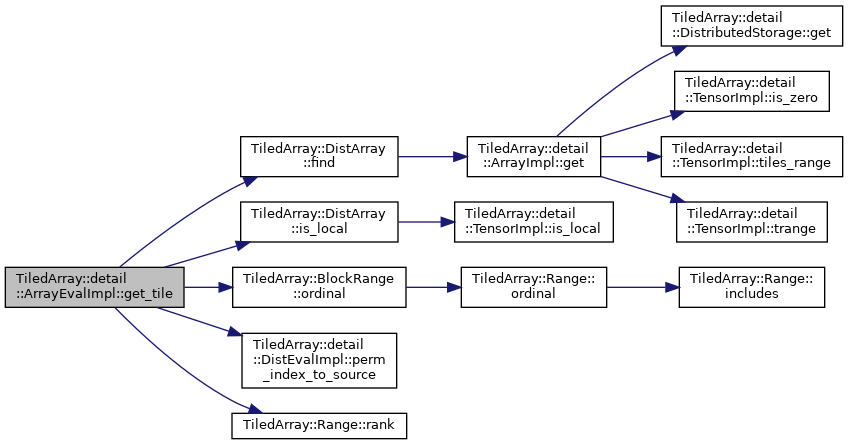 TiledArray::detail
::ArrayEvalImpl::get_tile
TiledArray::DistArray
::find
TiledArray::detail
::ArrayImpl::get
TiledArray::detail
::DistributedStorage::get
TiledArray::detail
::TensorImpl::is_zero
TiledArray::detail
::TensorImpl::tiles_range
TiledArray::detail
::TensorImpl::trange
TiledArray::DistArray
::is_local
TiledArray::detail
::TensorImpl::is_local
TiledArray::BlockRange
::ordinal
TiledArray::Range::
ordinal
TiledArray::Range::
includes
TiledArray::detail
::DistEvalImpl::perm
_index_to_source
TiledArray::Range::rank